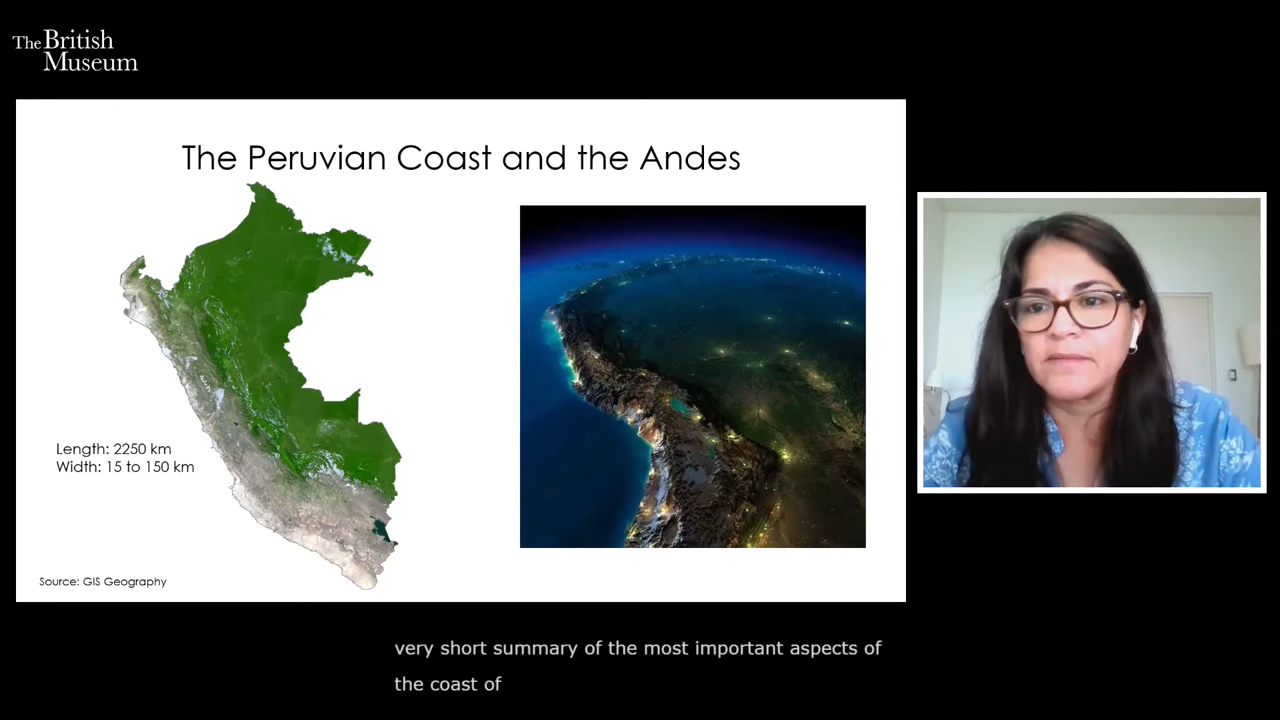 The British
Museum
The Peruvian Coast and the Andes
Length: 2250 km
Width: 15 to 150 km
Source: GIS Geography
very short summary of the most important aspects of
the coast of